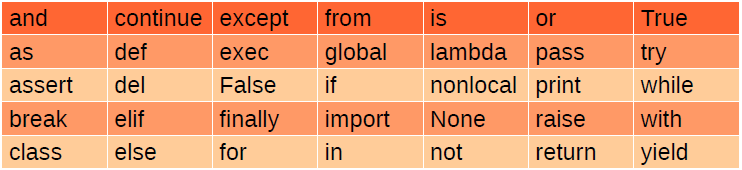 and continue except from is or True
as def exec global lambda pass try
assert del False if nonlocal print while
break elif finally import None raise with
class else for in not return yield